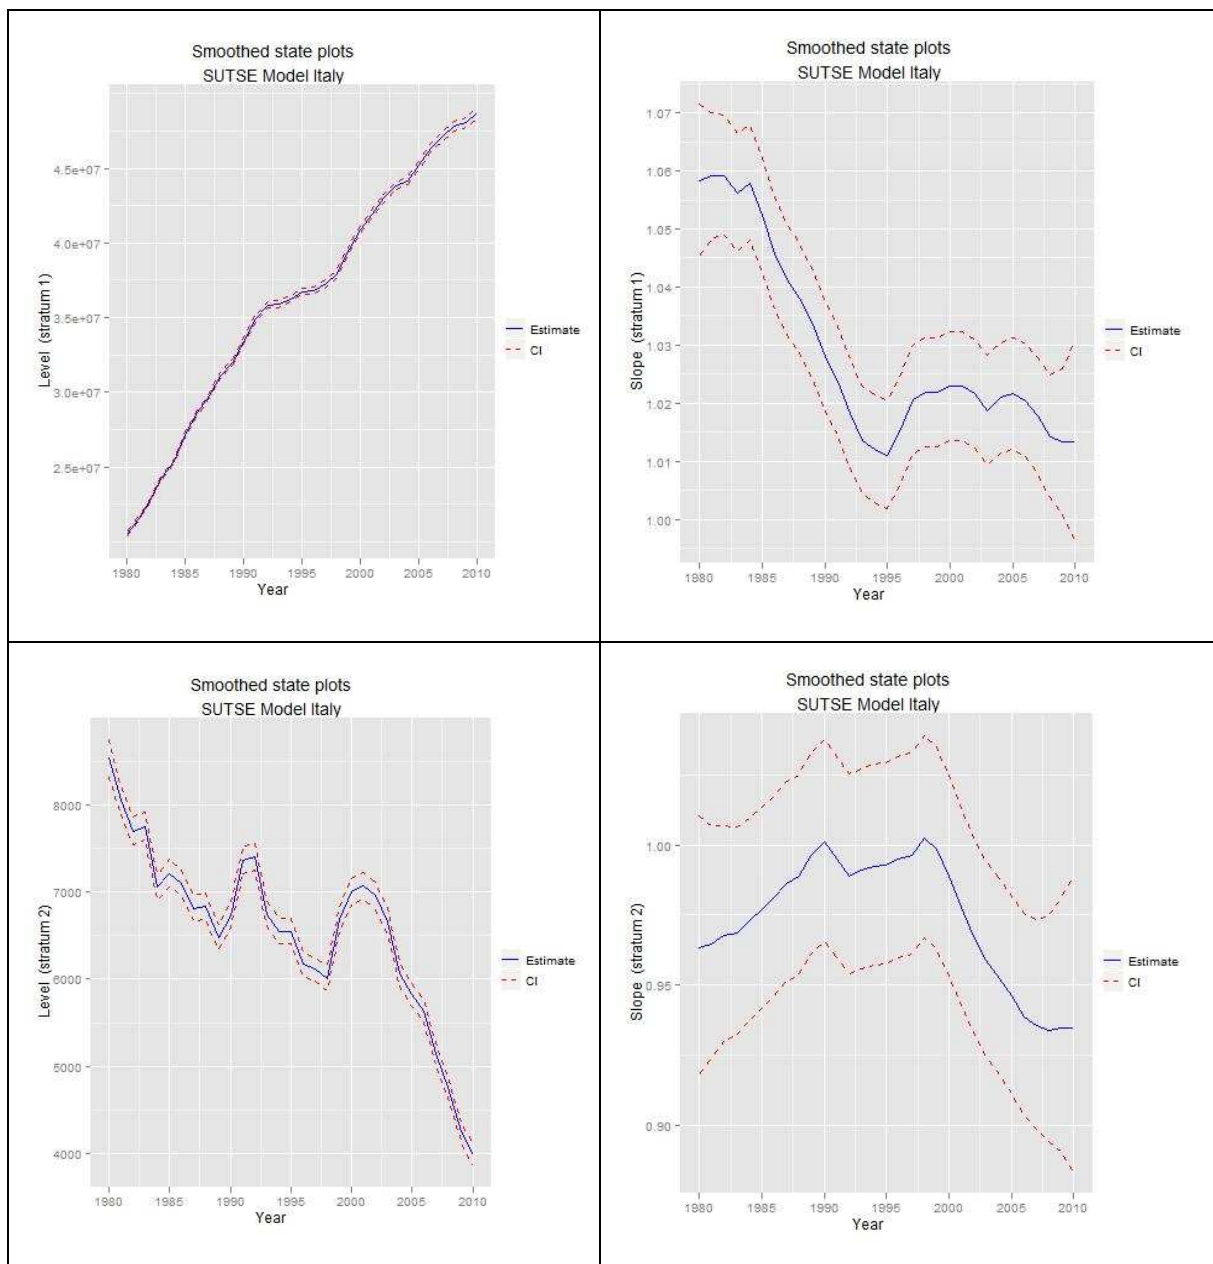 Smoothed state plots
SUTSE Model Italy
Level (stratum 1)
4.5e+07
4.0e+07
3.5e+07
3.0e+07
2.5e+07
1980 1985 1990 1995 2000 2005 2010
Year
Estimate
CI
Smoothed state plots
SUTSE Model Italy
Slope (stratum 1)
1.07
1.06
1.05
1.04
1.03
1.02
1.01
1.00
1980 1985 1990 1995 2000 2005 2010
Year
Estimate
CI
Smoothed state plots
SUTSE Model Italy
Level (stratum 2)
8000
7000
6000
5000
4000
1980 1985 1990 1995 2000 2005 2010
Year
Estimate
CI
Smoothed state plots
SUTSE Model Italy
Slope (stratum 2)
1.00
0.95
0.90
1980 1985 1990 1995 2000 2005 2010
Year
Estimate
CI